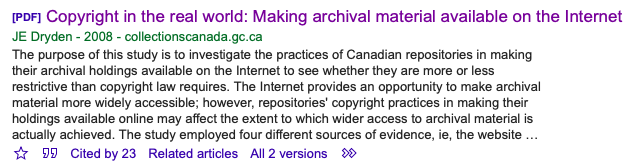 [PDF] Copyright in the real world: Making archival material available on the Internet
JE Dryden - 2008 - collectionscanada.gc.ca
The purpose of this study is to investigate the practices of Canadian repositories in making
their archival holdings available on the Internet to see whether they are more or less
restrictive than copyright law requires. The Internet provides an opportunity to make archival
material more widely accessible; however, repositories' copyright practices in making their
holdings available online may affect the extent to which wider access to archival material is
actually achieved. The study employed four different sources of evidence, ie, the website …
Cited by 23 Related articles All 2 versions